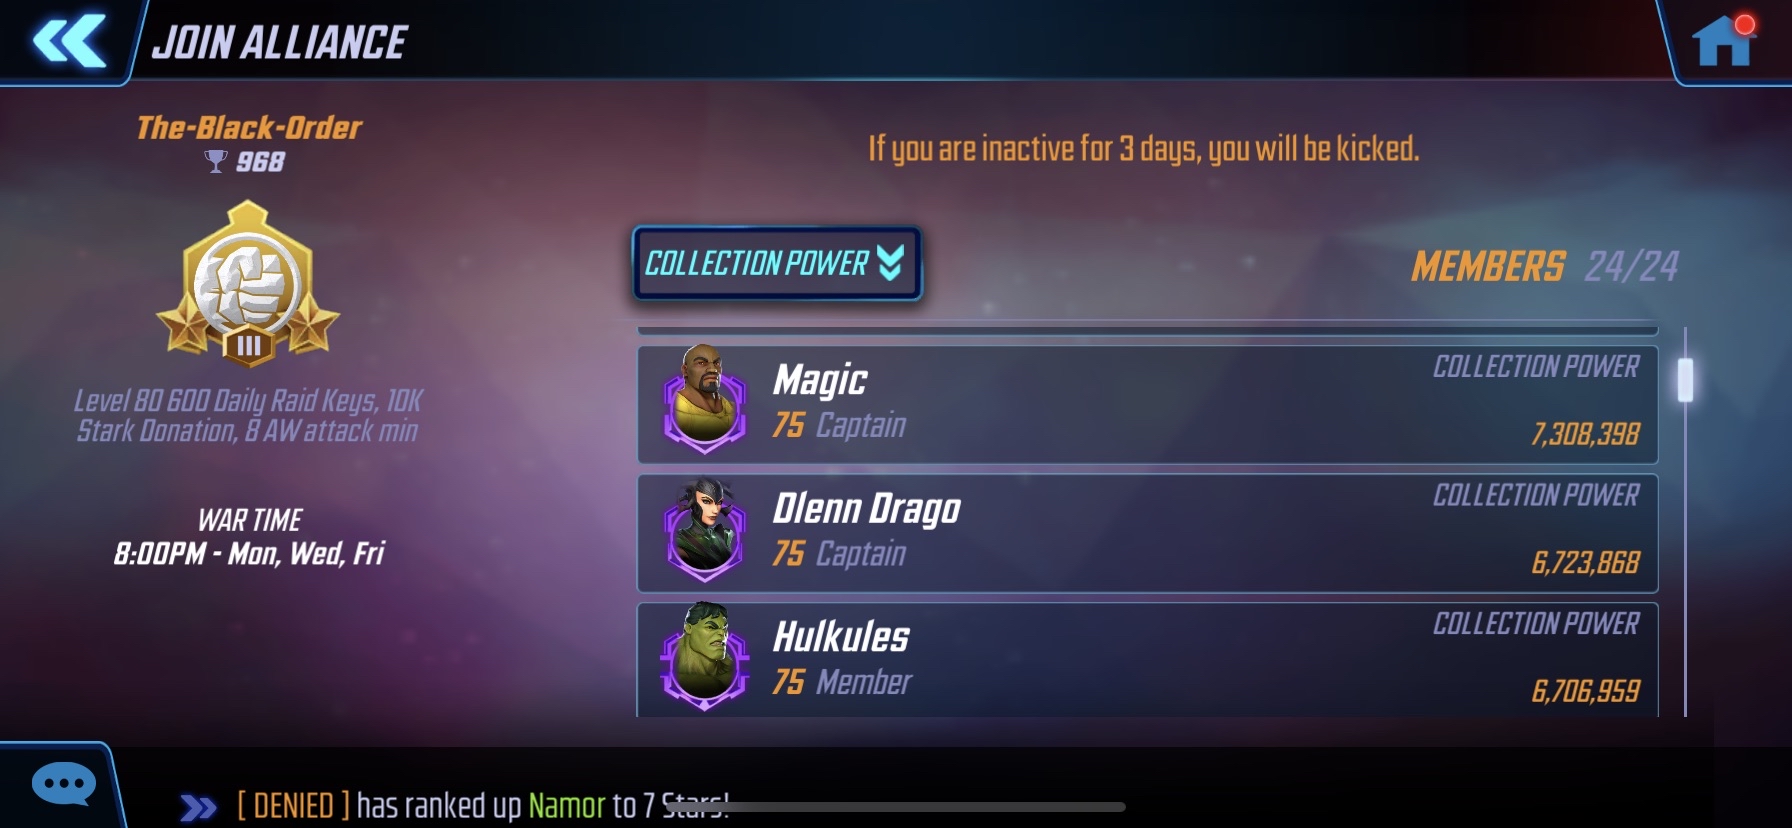 JOIN ALLIANCE
The-Black-Order
968
III
Level 80 600 Daily Raid Keys, 10K
Stark Donation, 8 AW attack min
WAR TIME
8:00PM - Mon, Wed, Fri
If you are inactive for 3 days, you will be kicked.
COLLECTION POWER
MEMBERS 24/24
Magic
75 Captain
COLLECTION POWER
7,308,398
Dlenn Drago
75 Captain
COLLECTION POWER
6,723,868
Hulkules
75 Member
COLLECTION POWER
6,706,959
[ DENIED ] has ranked up Namor to 7 Stars!